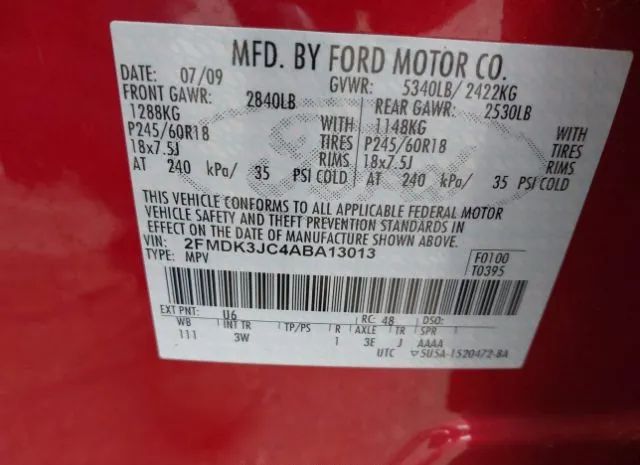 MFD. BY FORD MOTOR CO.
DATE: 07/09 GVWR: 5340LB/ 2422KG
FRONT GAWR: 2840LB REAR GAWR: 2530LB
1288KG 1148KG
P245/60R18 TIRES P245/60R18 TIRES
18x7.5J RIMS 18x7.5J RIMS
AT 240 kPa/ 35 PSI COLD AT 240 kPa/ 35 PSI COLD
THIS VEHICLE CONFORMS TO ALL APPLICABLE FEDERAL MOTOR
VEHICLE SAFETY AND THEFT PREVENTION STANDARDS IN
EFFECT ON THE DATE OF MANUFACTURE SHOWN ABOVE.
VIN: 2FMDK3JC4ABA13013 F0100
TYPE: MPV T0395
EXT PNT: U6 RC: 48 DSO:
WB INT TR TP/PS R AXLE TR SPR
111 3W 1 3E J AAAA
UTC ▽5U5A-1520472-BA
Ford